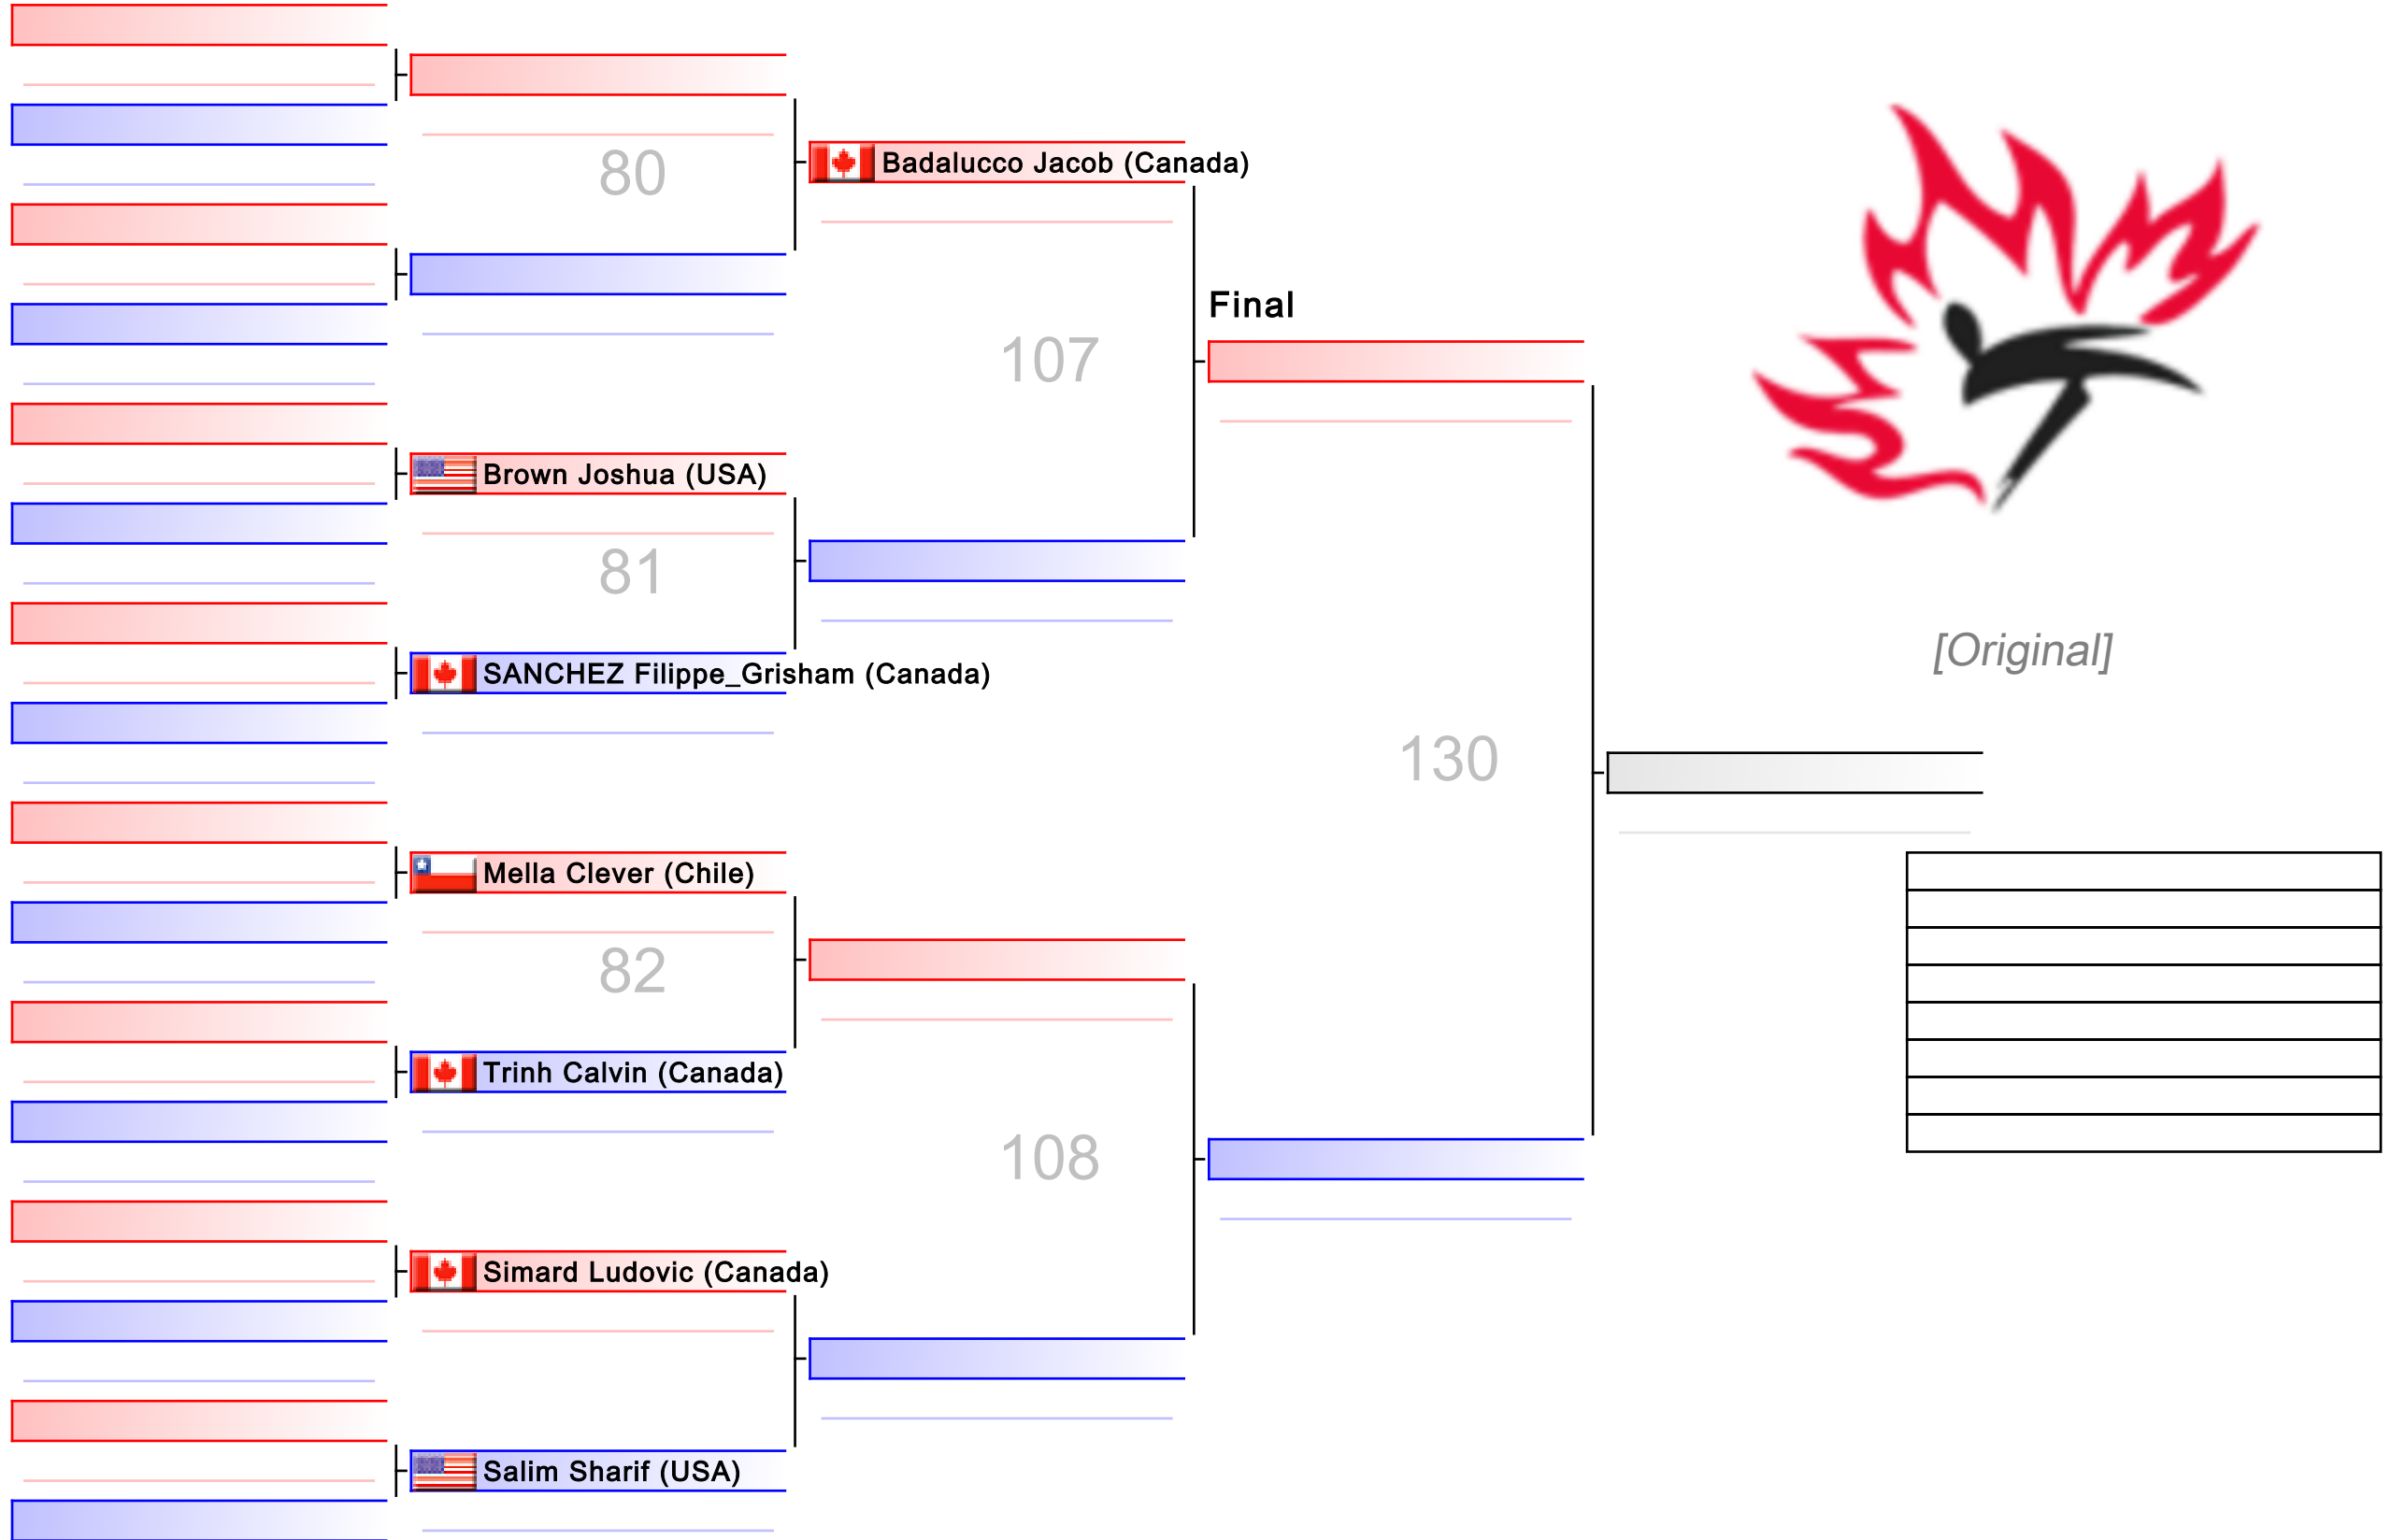 80
Badalucco Jacob (Canada)
Final
107
Brown Joshua (USA)
81
[Original]
SANCHEZ Filippe_Grisham (Canada)
130
Mella Clever (Chile)
82
Trinh Calvin (Canada)
108
Simard Ludovic (Canada)
Salim Sharif (USA)